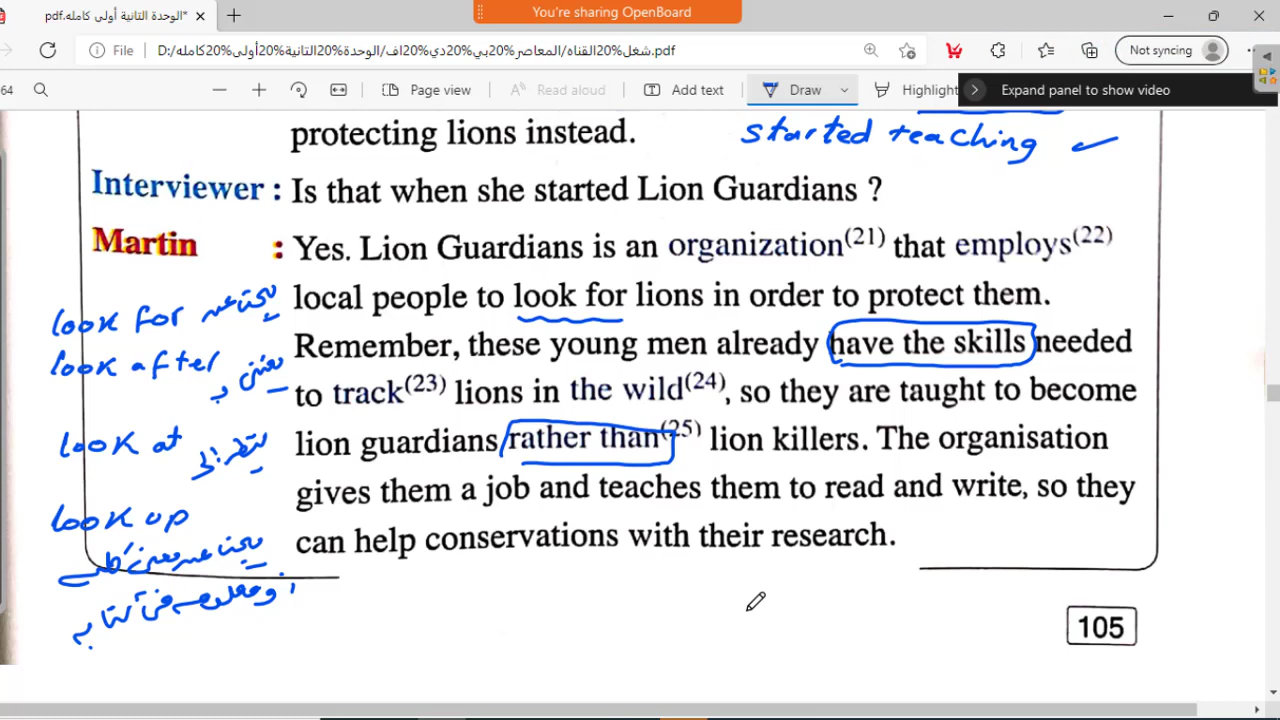 You're sharing OpenBoard
الوحدة الثانية أولى كامله.pdf*
File
D:/شغل%20القناه/المعاصر%20بي%20دي%20اف/الوحدة%20الثانية%20أولى%20كامله.pdf
Not syncing
64
Page view
Read aloud
Add text
Draw
Highlight
Expand panel to show video
protecting lions instead.
started teaching
Interviewer : Is that when she started Lion Guardians ?
Martin : Yes. Lion Guardians is an organization(21) that employs(22)
local people to look for lions in order to protect them.
Remember, these young men already have the skills needed
to track(23) lions in the wild(24), so they are taught to become
lion guardians rather than(25) lion killers. The organisation
gives them a job and teaches them to read and write, so they
can help conservations with their research.
look for يبحث عن
look after يعتني بـ
look at ينظر إلى
look up
يبحث عن معنى كلمة
105